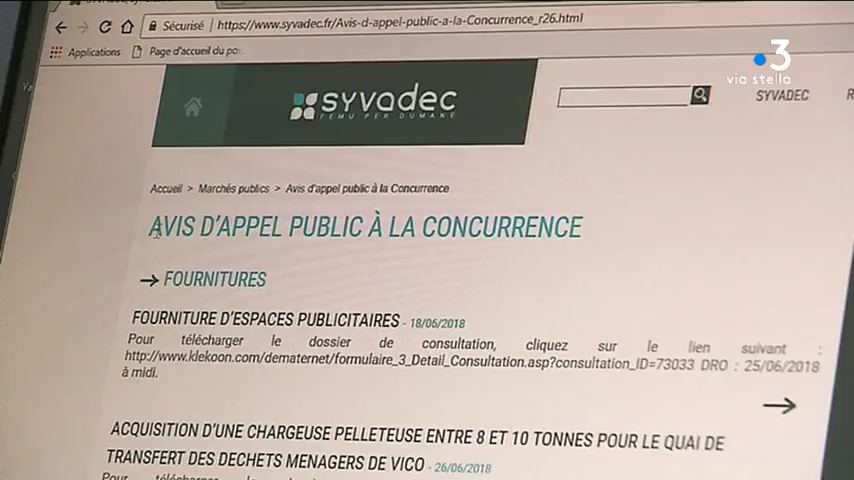 Sécurisé https://www.syvadec.fr/Avis-d-appel-public-a-la-Concurrence_r26.html
Applications Page d'accueil du po
3
via stella
syvadec
FEMU PER DUMANE
SYVADEC
Accueil > Marchés publics > Avis d'appel public à la Concurrence
AVIS D'APPEL PUBLIC À LA CONCURRENCE
→ FOURNITURES
FOURNITURE D'ESPACES PUBLICITAIRES - 18/06/2018
Pour télécharger le dossier de consultation, cliquez sur le lien suivant :
http://www.klekoon.com/dematernet/formulaire_3_Detail_Consultation.asp?consultation_ID=73033 DRO : 25/06/2018
à midi.
ACQUISITION D'UNE CHARGEUSE PELLETEUSE ENTRE 8 ET 10 TONNES POUR LE QUAI DE
TRANSFERT DES DECHETS MENAGERS DE VICO - 26/06/2018